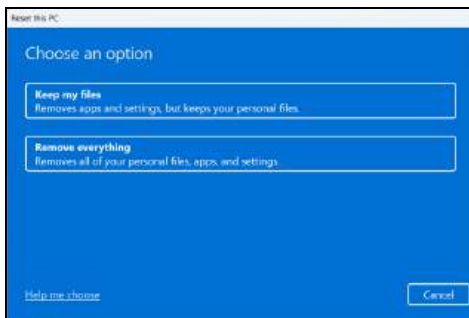 Reset this PC
Choose an option
Keep my files
Removes apps and settings, but keeps your personal files.
Remove everything
Removes all of your personal files, apps, and settings.
Help me choose
Cancel